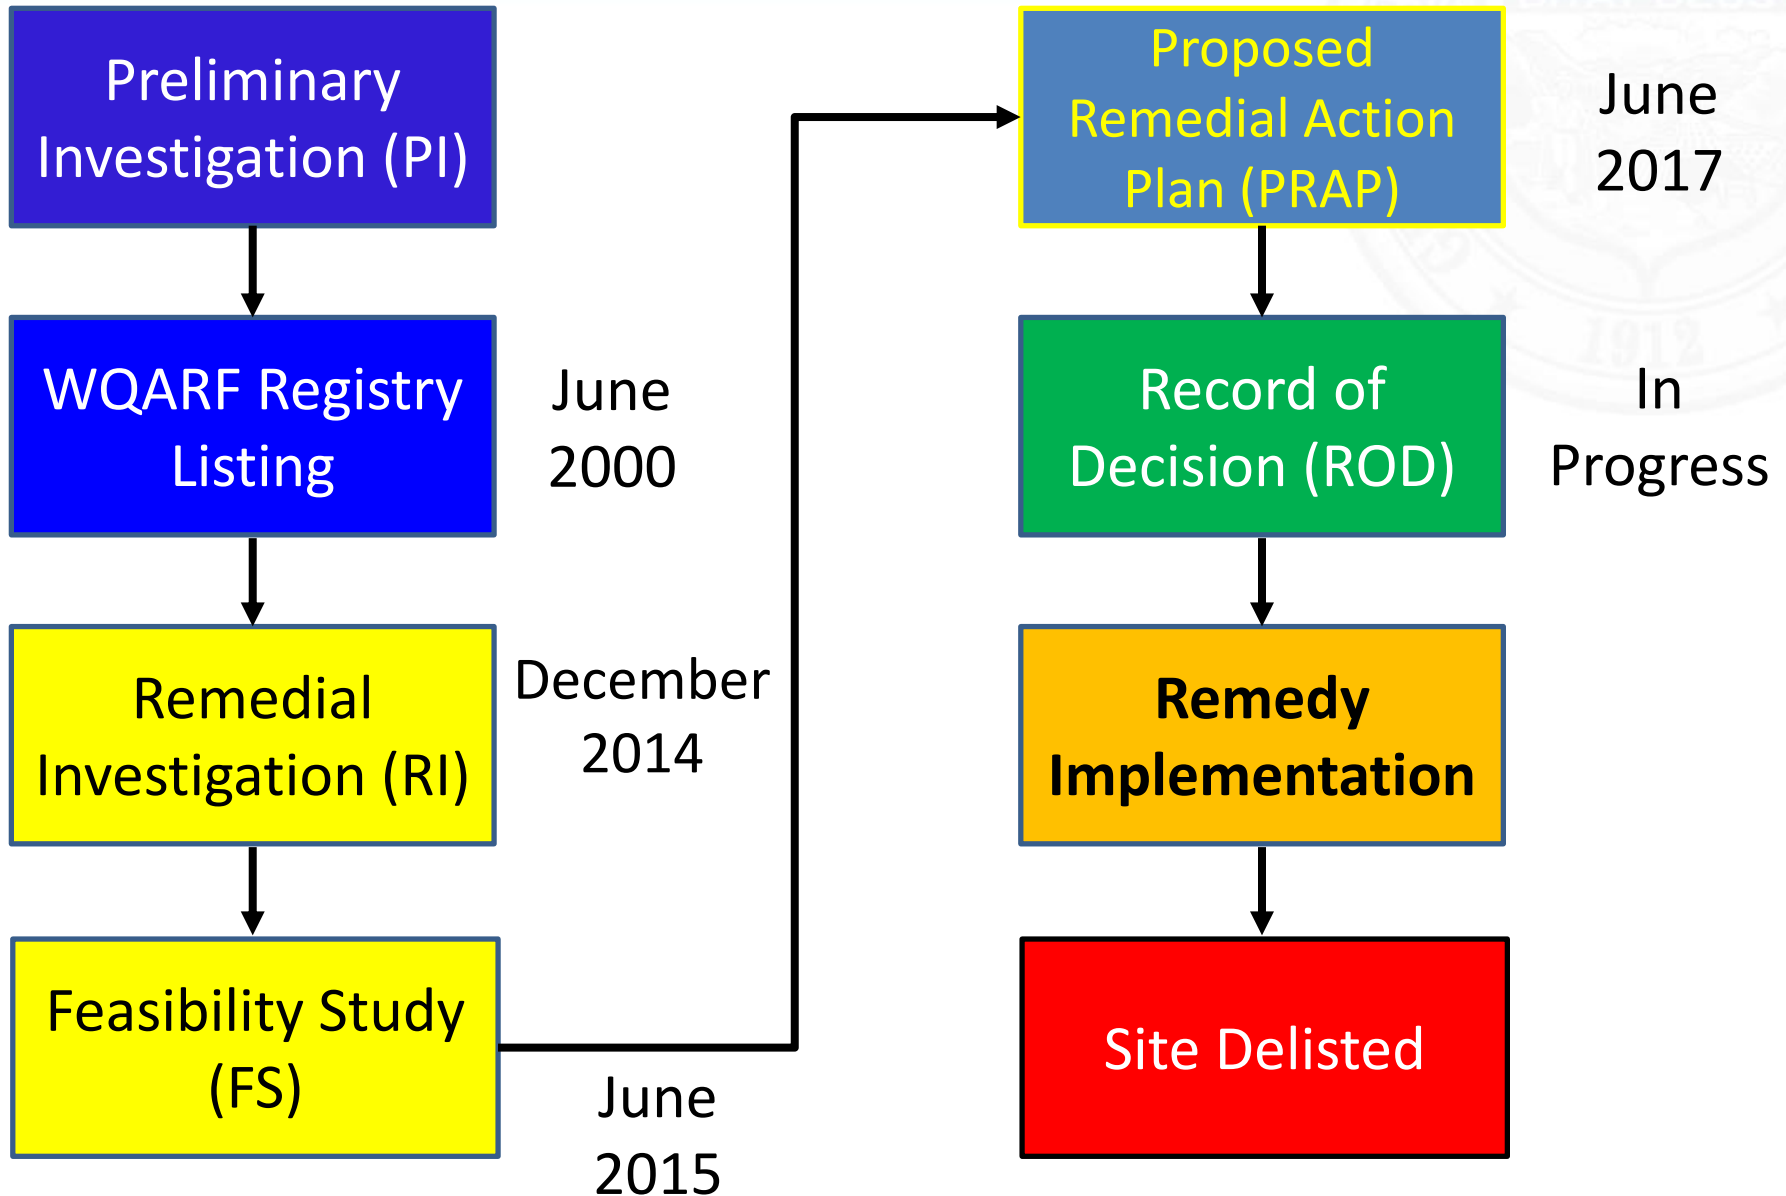 Preliminary
Investigation (PI)
WQARF Registry
Listing
June
2000
Remedial
Investigation (RI)
December
2014
Feasibility Study
(FS)
June
2015
Proposed
Remedial Action
Plan (PRAP)
June
2017
Record of
Decision (ROD)
In
Progress
Remedy
Implementation
Site Delisted
1912